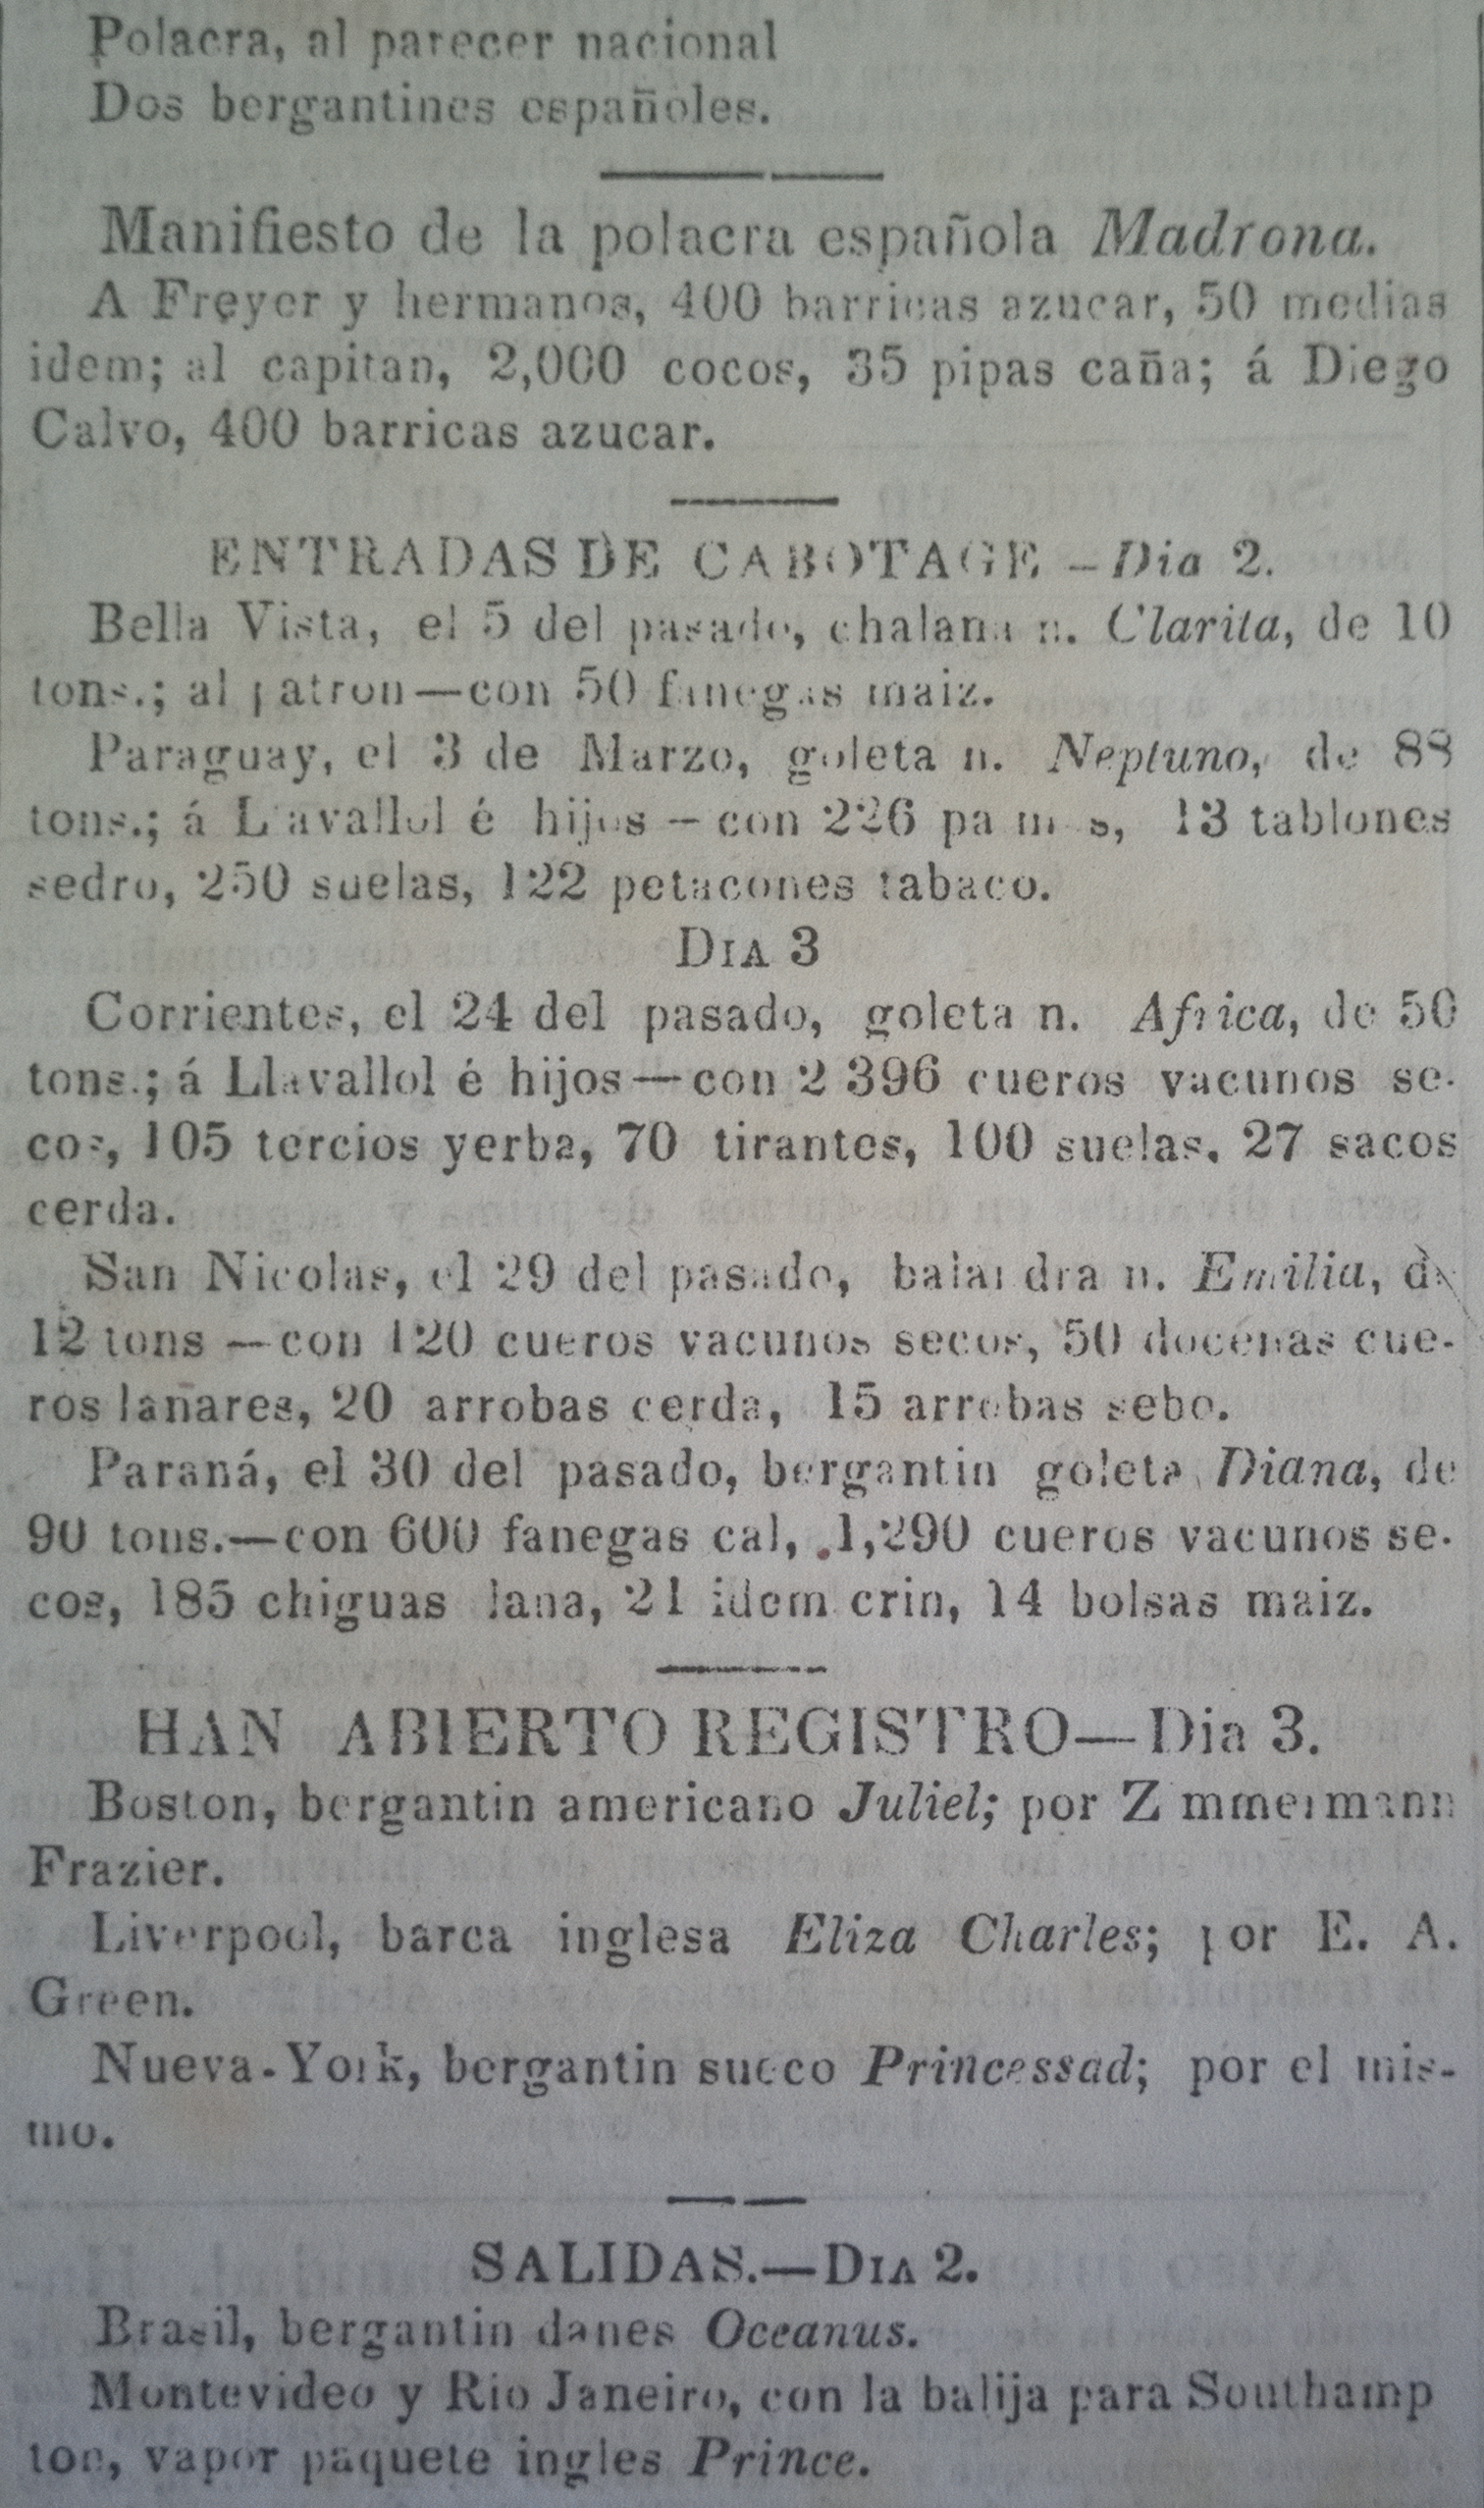 Polacra, al parecer nacional
Dos bergantines españoles.
Manifiesto de la polacra española Madrona.
A Freyer y hermanos, 400 barricas azucar, 50 medias
idem; al capitan, 2,000 cocos, 35 pipas caña; á Diego
Calvo, 400 barricas azucar.
ENTRADAS DE CABOTAGE – Dia 2.
Bella Vista, el 5 del pasado, chalana n. Clarita, de 10
tons.; al patron—con 50 fanegas maiz.
Paraguay, el 3 de Marzo, goleta n. Neptuno, de 88
tons.; á Llavallol é hijos – con 226 13 tablones
sedro, 250 suelas, 122 petacones tabaco.
DIA 3
Corrientes, el 24 del pasado, goleta n. Africa, de 50
tons.; á Llavallol é hijos—con 2 396 cueros vacunos se-
cos, 105 tercios yerba, 70 tirantes, 100 suelas, 27 sacos
cerda.
San Nicolas, el 29 del pasado, balandra n. Emilia, de
12 tons —con 120 cueros vacunos secos, 50 docenas cue-
ros lanares, 20 arrobas cerda, 15 arrobas sebo.
Paraná, el 30 del pasado, bergantin goleta Diana, de
90 tons.—con 600 fanegas cal, 1,290 cueros vacunos se-
cos, 185 chiguas lana, 21 idem crin, 14 bolsas maiz.
HAN ABIERTO REGISTRO—Dia 3.
Boston, bergantin americano Juliel; por Zimmermann
Frazier.
Liverpool, barca inglesa Eliza Charles; por E. A.
Green.
Nueva-York, bergantin sueco Princessad; por el mis-
mo.
SALIDAS.—DIA 2.
Brasil, bergantin danes Oceanus.
Montevideo y Rio Janeiro, con la balija para Southamp
ton, vapor paquete ingles Prince.